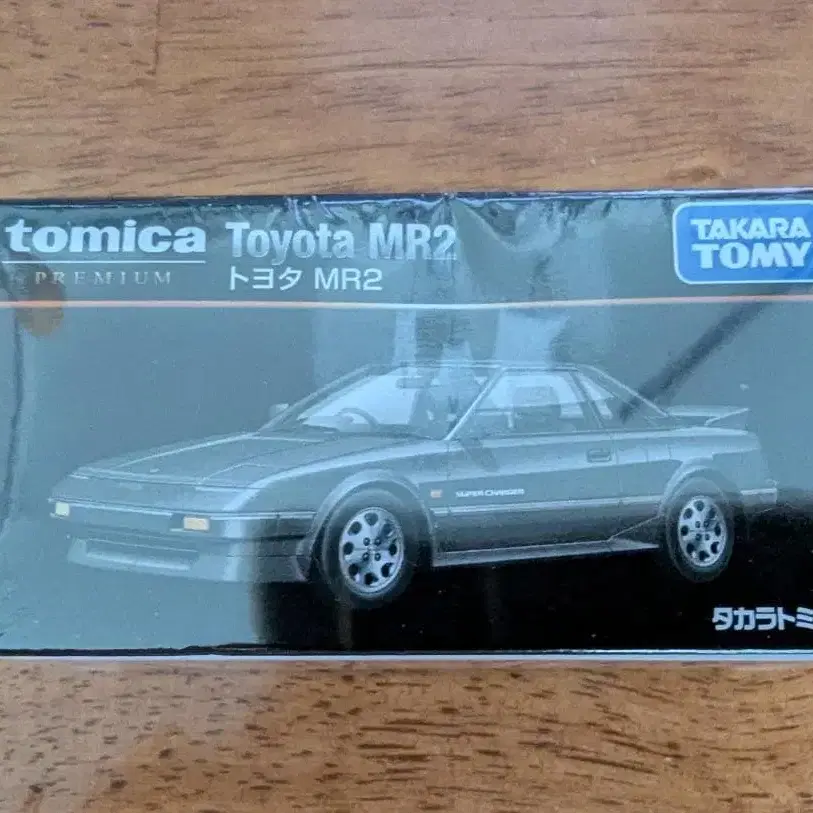 tomica
PREMIUM
Toyota MR2
トヨタ MR2
TAKARA
TOMY
SUPER CHARGER
タカラトミ